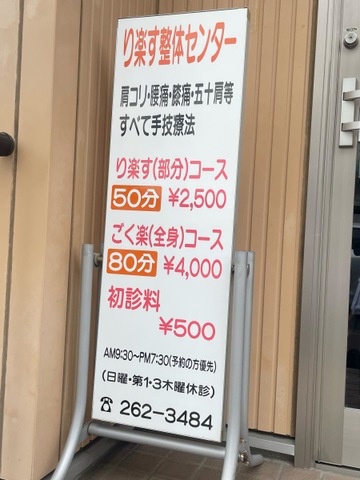 り楽す整体センター
肩コリ・腰痛・膝痛・五十肩等
すべて手技療法
り楽す(部分)コース
50分 ¥2,500
ごく楽(全身)コース
80分 ¥4,000
初診料
¥500
AM9:30~PM7:30(予約の方優先)
(日曜・第1・3木曜休診)
☎ 262-3484